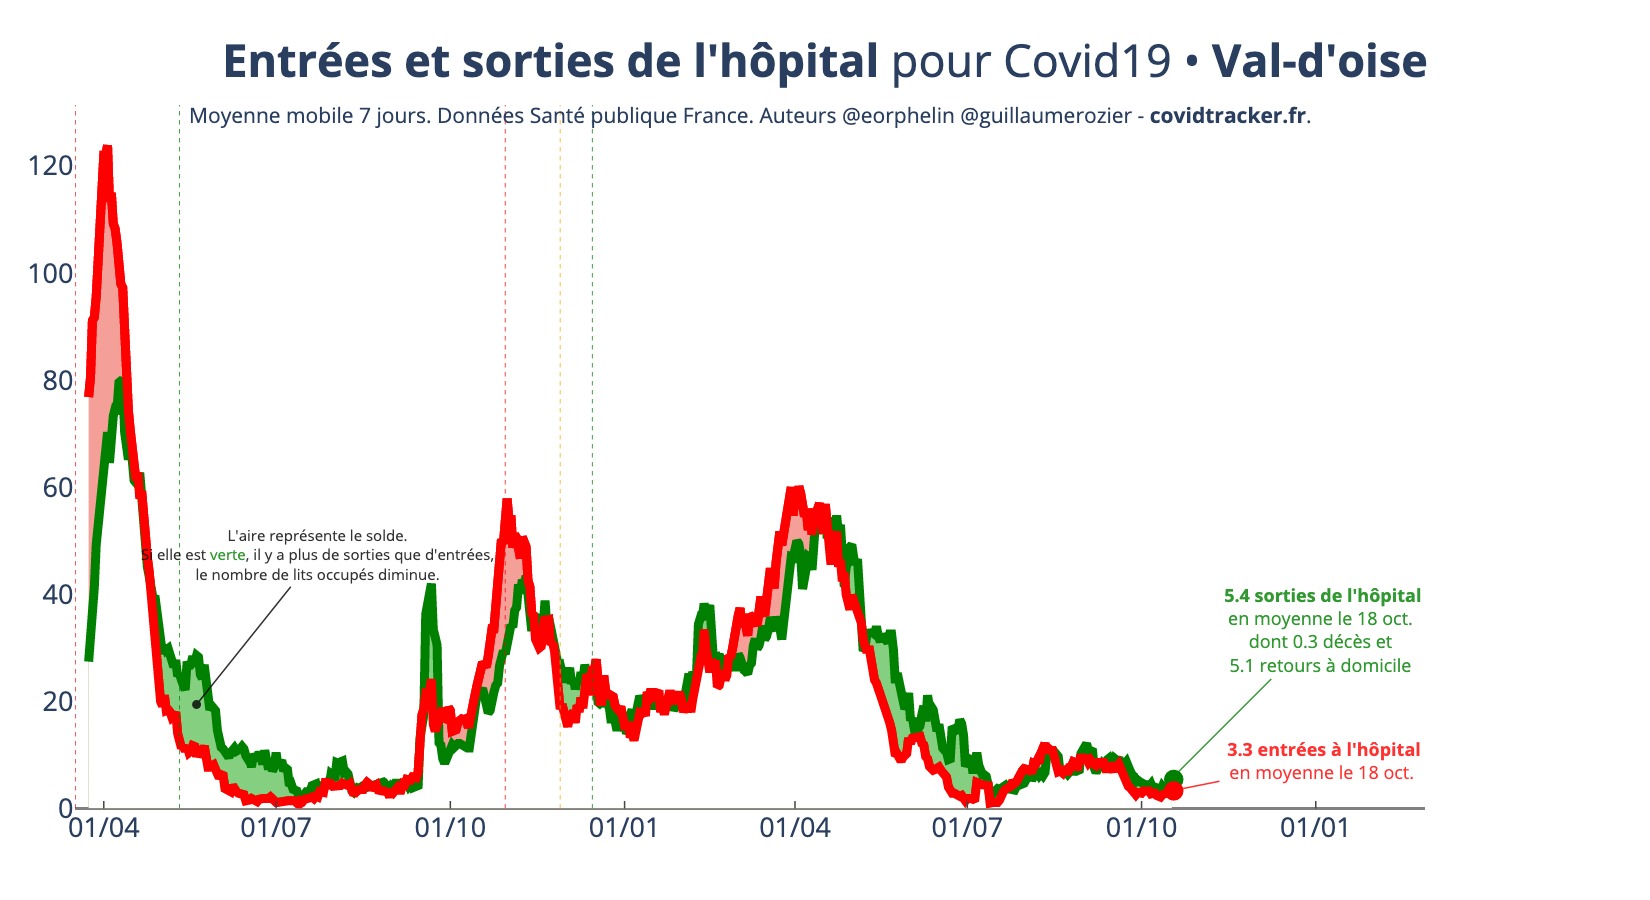 Entrées et sorties de l'hôpital pour Covid19 • Val-d'oise
Moyenne mobile 7 jours. Données Santé publique France. Auteurs @eorphelin @guillaumerozier - covidtracker.fr.
120
100
80
60
40
20
0
L'aire représente le solde.
Si elle est verte, il y a plus de sorties que d'entrées,
le nombre de lits occupés diminue.
5.4 sorties de l'hôpital
en moyenne le 18 oct.
dont 0.3 décès et
5.1 retours à domicile
3.3 entrées à l'hôpital
en moyenne le 18 oct.
01/04 01/07 01/10 01/01 01/04 01/07 01/10 01/01